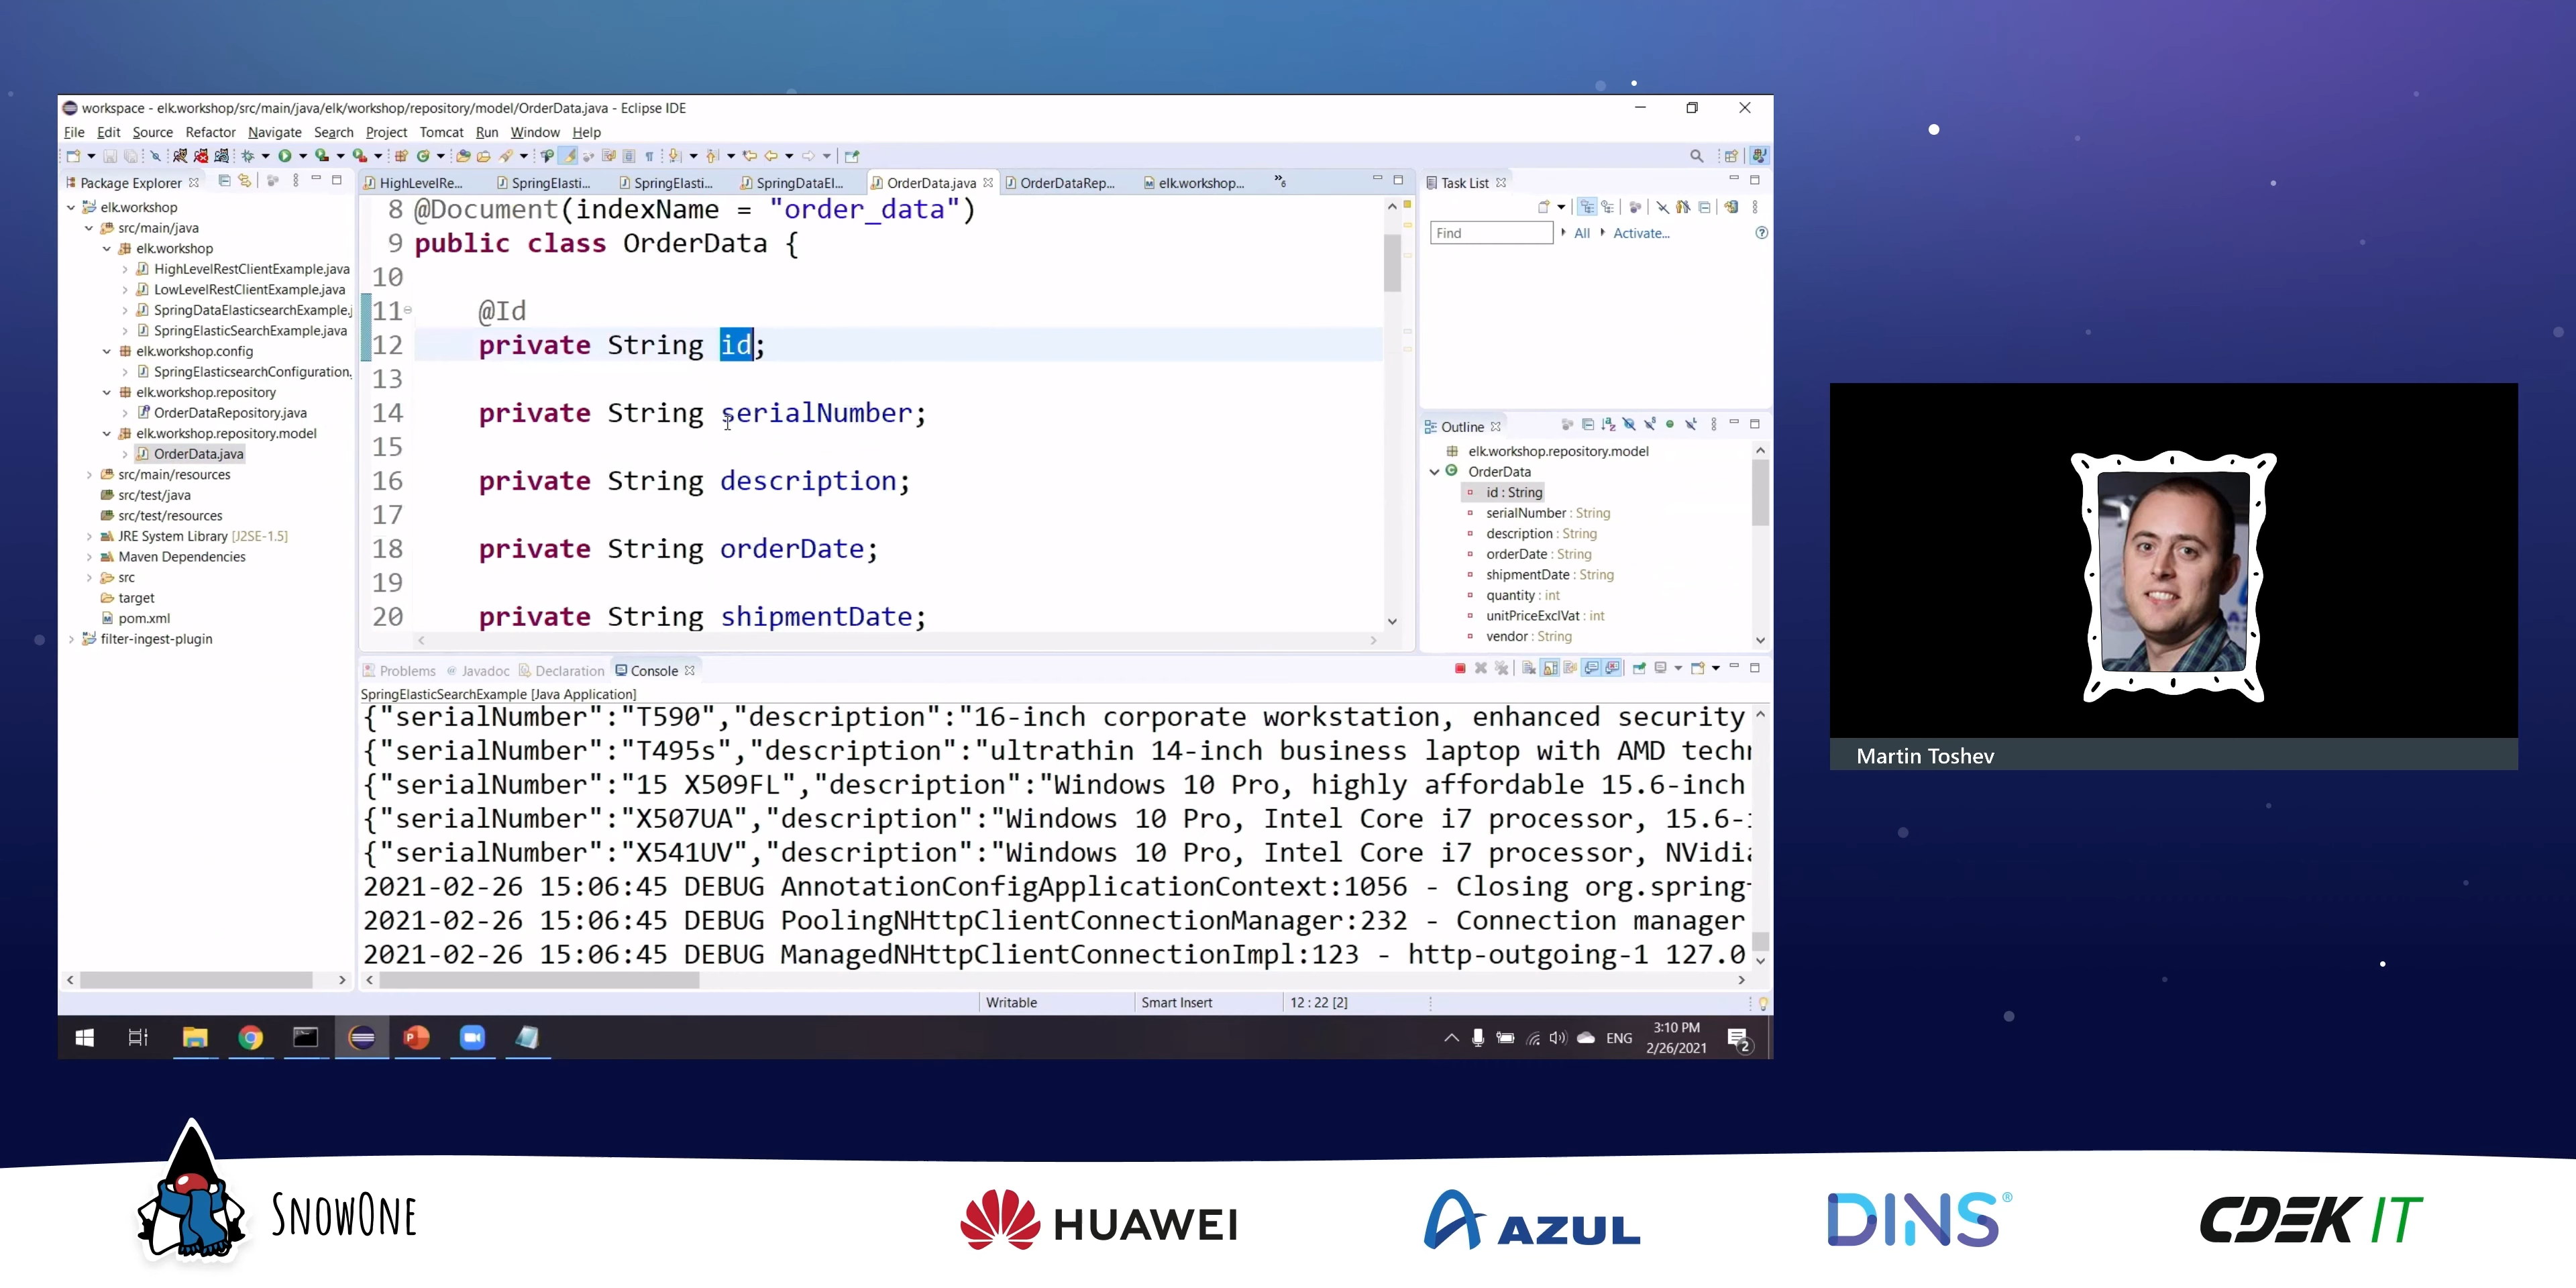 workspace - elk.workshop/src/main/java/elk/workshop/repository/model/OrderData.java - Eclipse IDE
File Edit Source Refactor Navigate Search Project Tomcat Run Window Help
Package Explorer
elk.workshop
src/main/java
elk.workshop
HighLevelRestClientExample.java
LowLevelRestClientExample.java
SpringDataElasticsearchExample.j
SpringElasticSearchExample.java
elk.workshop.config
SpringElasticsearchConfiguration.
elk.workshop.repository
OrderDataRepository.java
elk.workshop.repository.model
OrderData.java
src/main/resources
src/test/java
src/test/resources
JRE System Library [J2SE-1.5]
Maven Dependencies
src
target
pom.xml
filter-ingest-plugin
HighLevelRe... SpringElasti... SpringElasti... SpringDataEl... OrderData.java OrderDataRep... elk.workshop... »6
8 @Document(indexName = "order_data")
9 public class OrderData {
10
11 @Id
12 private String id;
13
14 private String serialNumber;
15
16 private String description;
17
18 private String orderDate;
19
20 private String shipmentDate;
Task List
Find All Activate...
Outline
elk.workshop.repository.model
OrderData
id : String
serialNumber : String
description : String
orderDate : String
shipmentDate : String
quantity : int
unitPriceExclVat : int
vendor : String
Problems Javadoc Declaration Console
SpringElasticSearchExample [Java Application]
{"serialNumber":"T590","description":"16-inch corporate workstation, enhanced security
{"serialNumber":"T495s","description":"ultrathin 14-inch business laptop with AMD techn
{"serialNumber":"15 X509FL","description":"Windows 10 Pro, highly affordable 15.6-inch
{"serialNumber":"X507UA","description":"Windows 10 Pro, Intel Core i7 processor, 15.6-i
{"serialNumber":"X541UV","description":"Windows 10 Pro, Intel Core i7 processor, NVidia
2021-02-26 15:06:45 DEBUG AnnotationConfigApplicationContext:1056 - Closing org.spring
2021-02-26 15:06:45 DEBUG PoolingNHttpClientConnectionManager:232 - Connection manager
2021-02-26 15:06:45 DEBUG ManagedNHttpClientConnectionImpl:123 - http-outgoing-1 127.0
Writable Smart Insert 12 : 22 [2]
ENG
3:10 PM
2/26/2021
2
Martin Toshev
SNOWONE
HUAWEI
AZUL
DINS®
CDEK IT